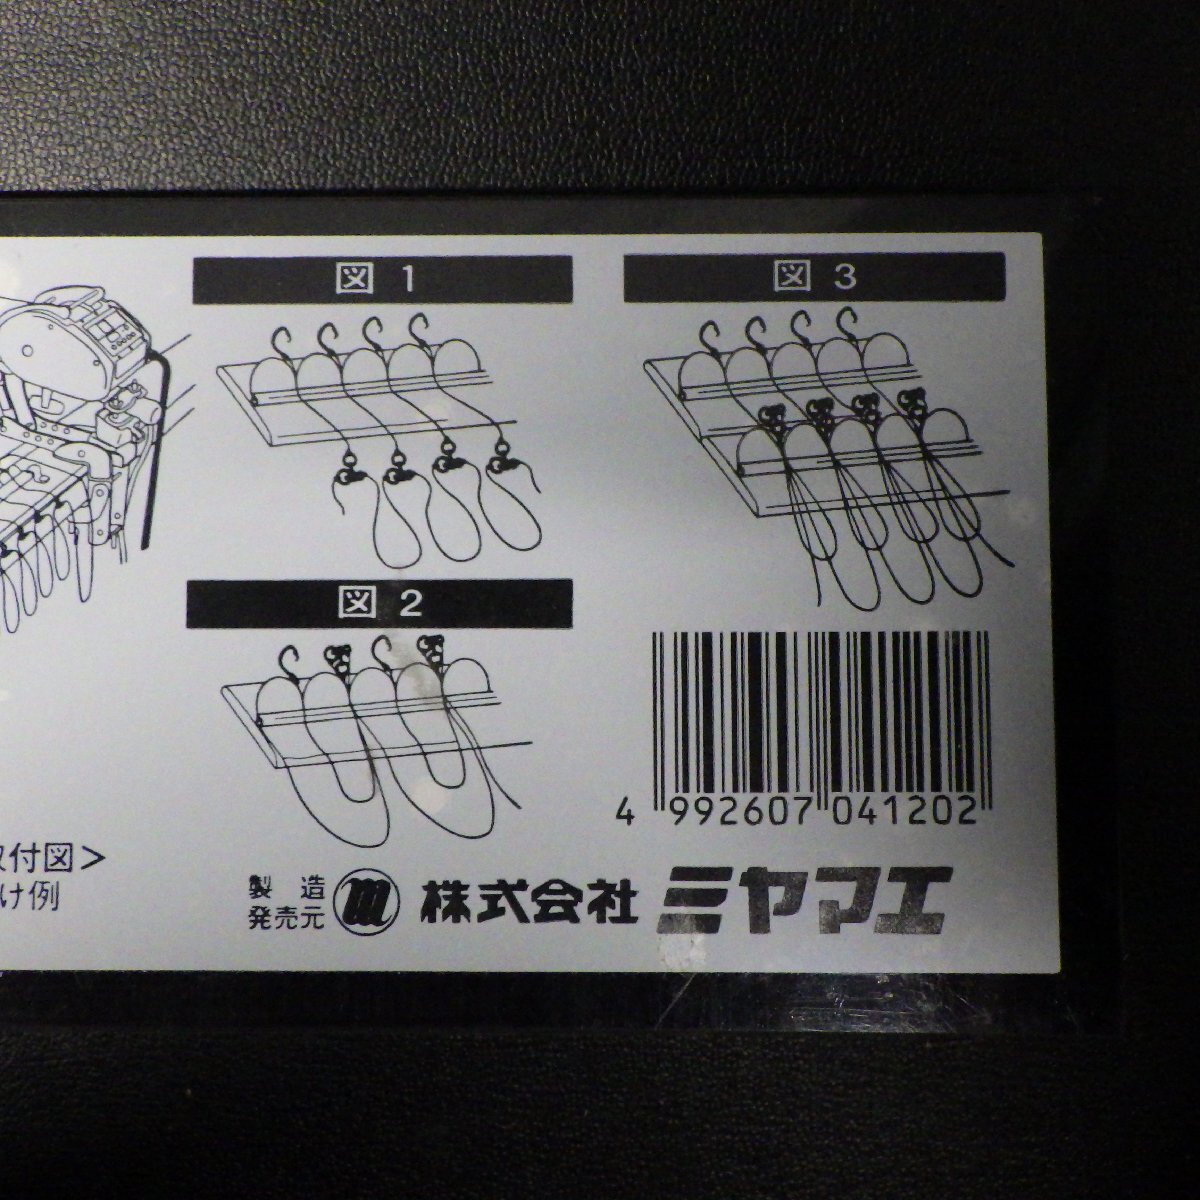 図 1
図 3
図 2
4 992607 041202
付図>
け例
製造
発売元
m 株式会社 ミヤマエ